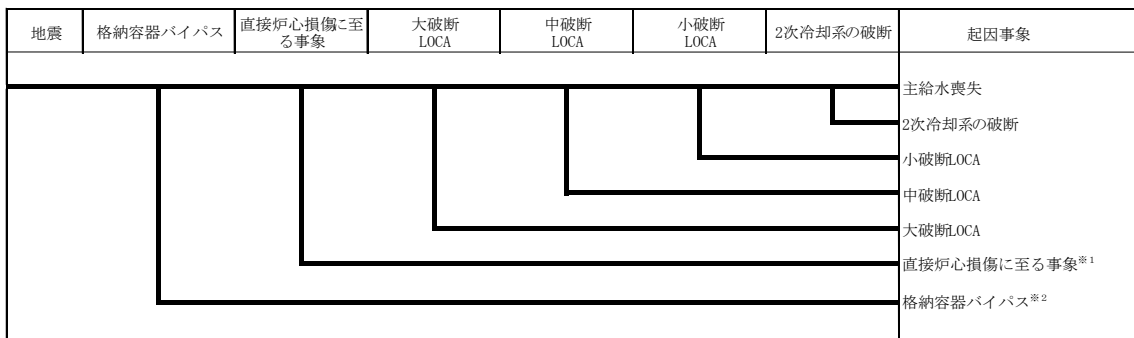 地震
格納容器バイパス
直接炉心損傷に至
る事象
大破断
LOCA
中破断
LOCA
小破断
LOCA
2次冷却系の破断
起因事象
主給水喪失
2次冷却系の破断
小破断LOCA
中破断LOCA
大破断LOCA
直接炉心損傷に至る事象※1
格納容器バイパス※2